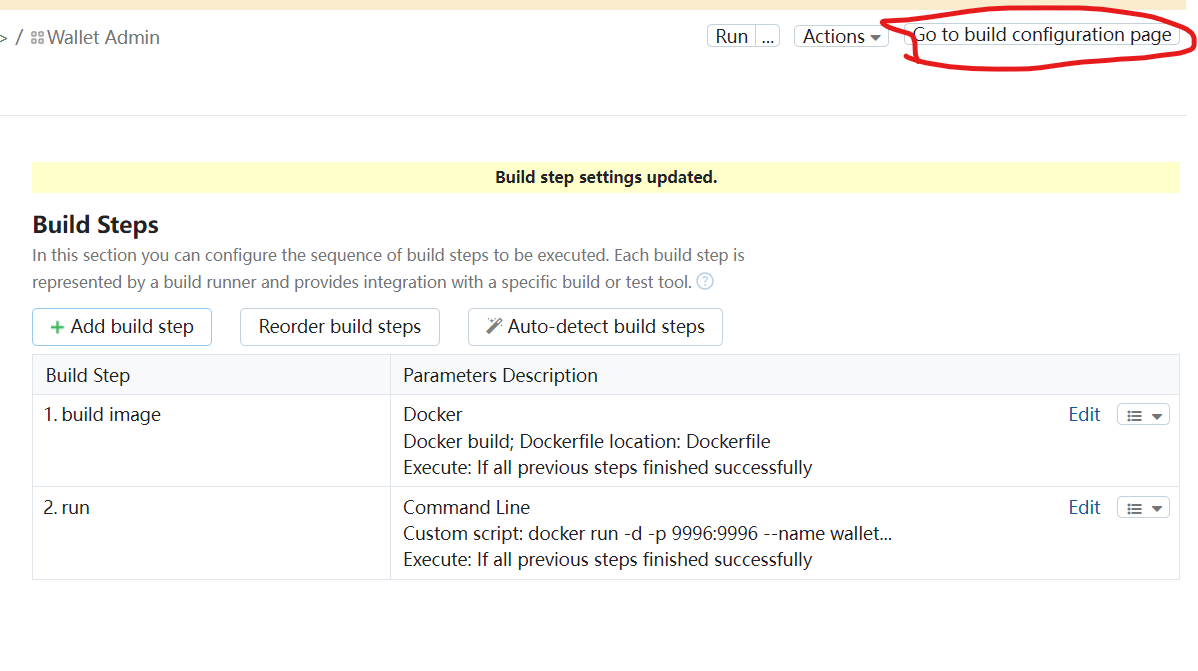 > / Wallet Admin
Run ... Actions Go to build configuration page
Build step settings updated.
Build Steps
In this section you can configure the sequence of build steps to be executed. Each build step is
represented by a build runner and provides integration with a specific build or test tool. ?
+ Add build step Reorder build steps Auto-detect build steps
Build Step Parameters Description
1. build image Docker Edit
Docker build; Dockerfile location: Dockerfile
Execute: If all previous steps finished successfully
2. run Command Line Edit
Custom script: docker run -d -p 9996:9996 --name wallet...
Execute: If all previous steps finished successfully